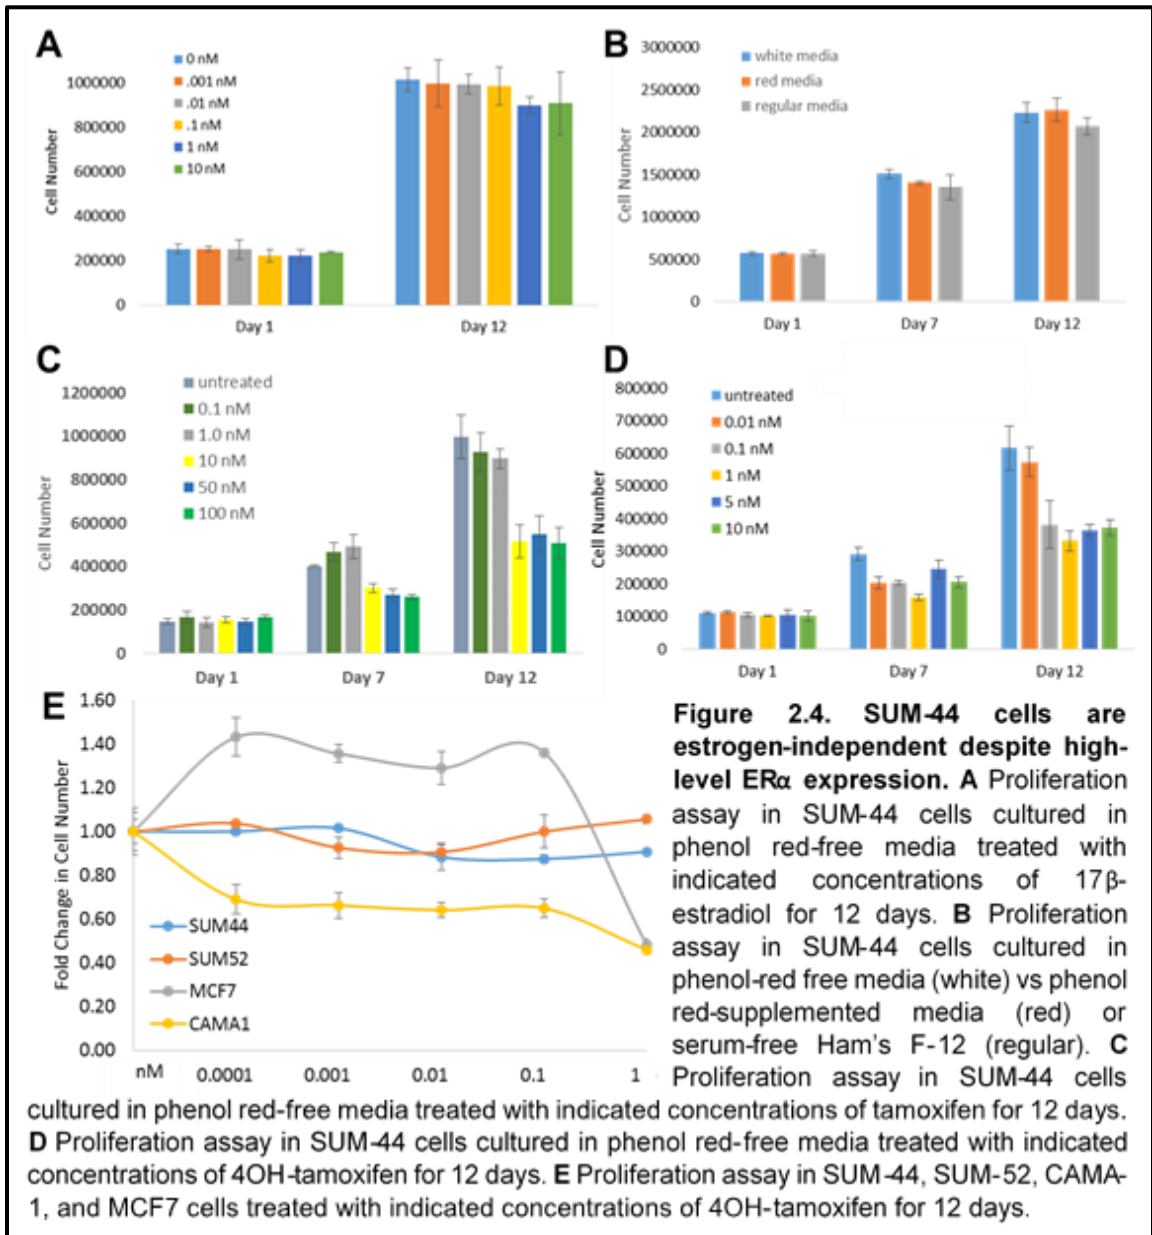 A
0 nM
.001 nM
.01 nM
.1 nM
1 nM
10 nM
1000000
800000
600000
400000
200000
0
Cell Number
Day 1
Day 12
B
white media
red media
regular media
3000000
2500000
2000000
1500000
1000000
500000
0
Cell Number
Day 1
Day 7
Day 12
C
untreated
0.1 nM
1.0 nM
10 nM
50 nM
100 nM
1200000
1000000
800000
600000
400000
200000
0
Cell Number
Day 1
Day 7
Day 12
D
untreated
0.01 nM
0.1 nM
1 nM
5 nM
10 nM
800000
700000
600000
500000
400000
300000
200000
100000
0
Cell Number
Day 1
Day 7
Day 12
E
1.60
1.40
1.20
1.00
0.80
0.60
0.40
0.20
0.00
Fold Change in Cell Number
SUM44
SUM52
MCF7
CAMA1
nM
0.0001
0.001
0.01
0.1
1
Figure 2.4. SUM-44 cells are
estrogen-independent despite high-
level ERα expression. A Proliferation
assay in SUM-44 cells cultured in
phenol red-free media treated with
indicated concentrations of 17β-
estradiol for 12 days. B Proliferation
assay in SUM-44 cells cultured in
phenol-red free media (white) vs phenol
red-supplemented media (red) or
serum-free Ham's F-12 (regular). C
Proliferation assay in SUM-44 cells
cultured in phenol red-free media treated with indicated concentrations of tamoxifen for 12 days.
D Proliferation assay in SUM-44 cells cultured in phenol red-free media treated with indicated
concentrations of 4OH-tamoxifen for 12 days. E Proliferation assay in SUM-44, SUM-52, CAMA-
1, and MCF7 cells treated with indicated concentrations of 4OH-tamoxifen for 12 days.